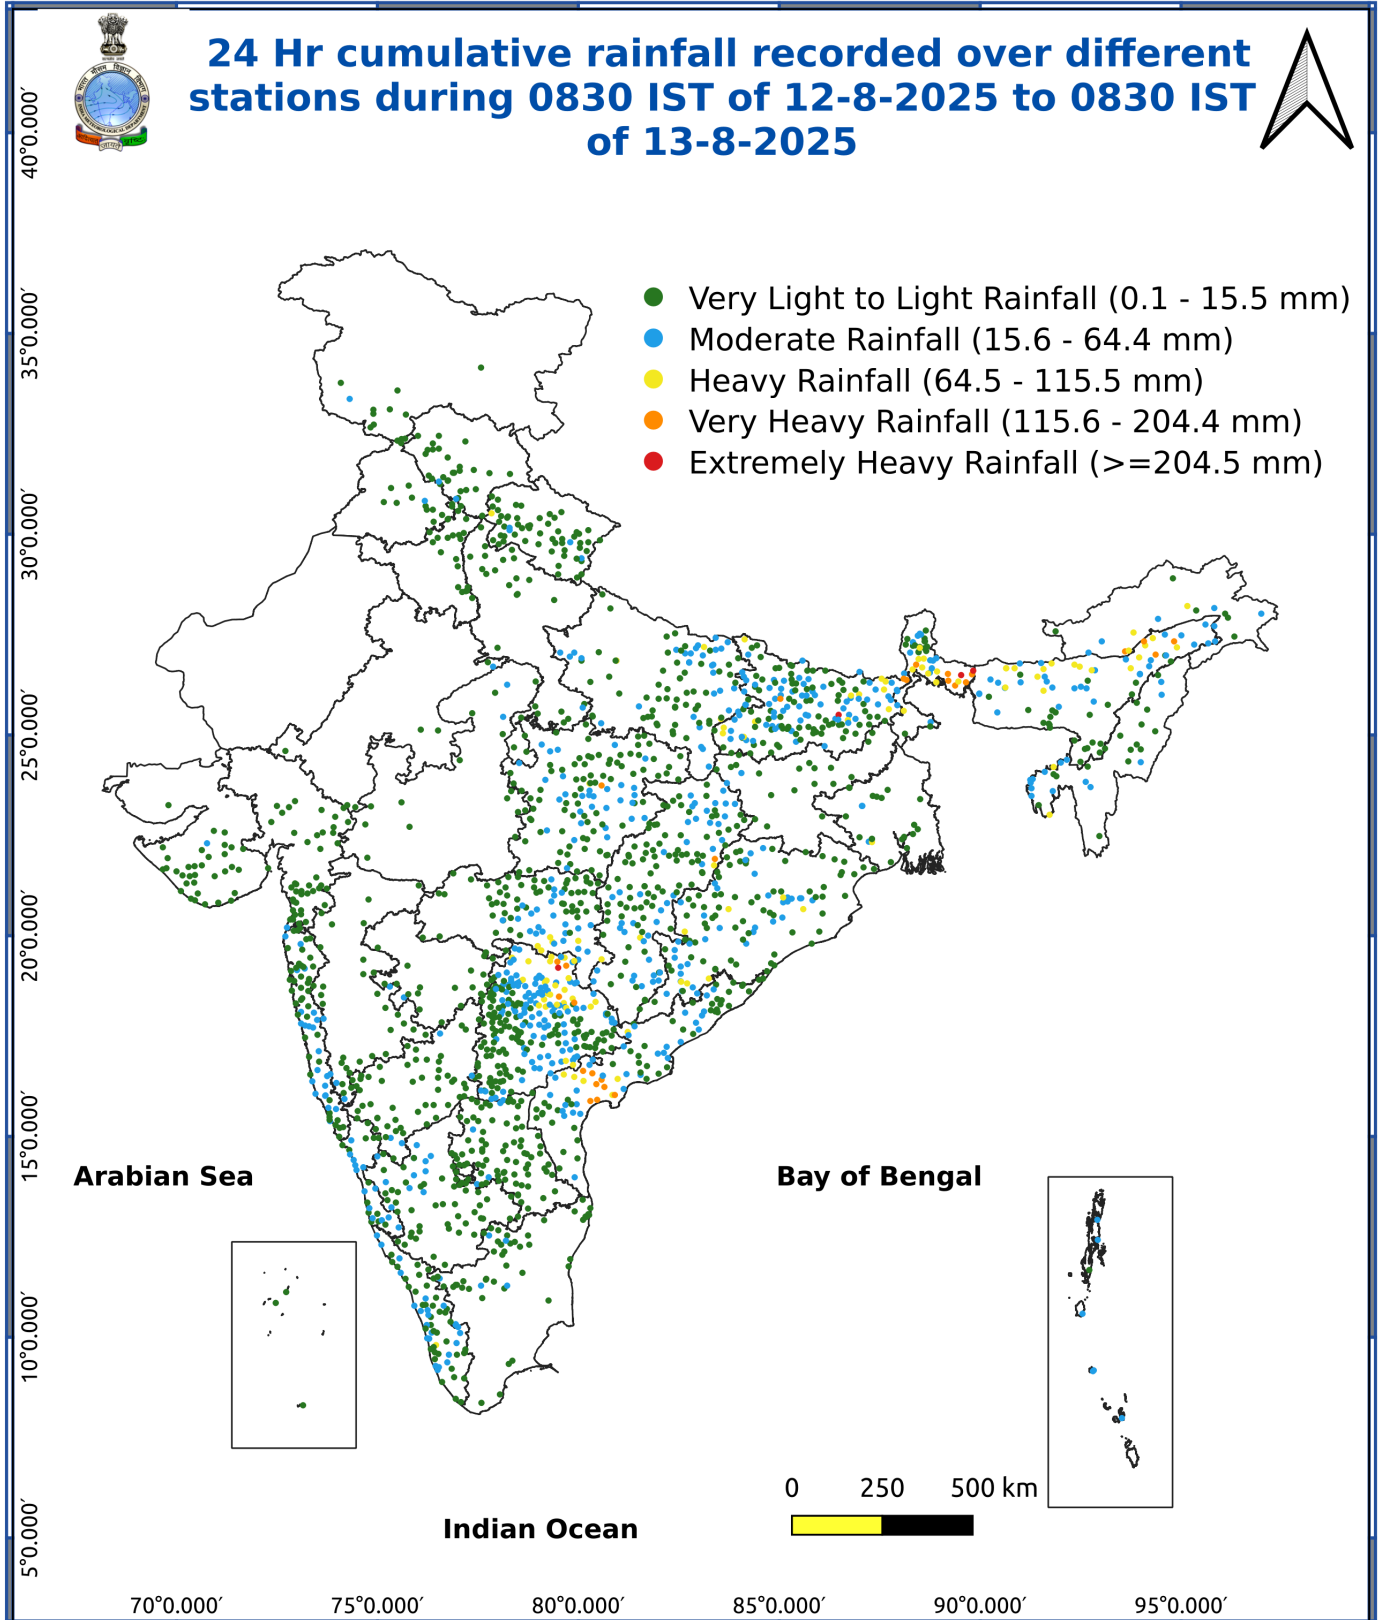 24 Hr cumulative rainfall recorded over different
stations during 0830 IST of 12-8-2025 to 0830 IST
of 13-8-2025
Very Light to Light Rainfall (0.1 - 15.5 mm)
Moderate Rainfall (15.6 - 64.4 mm)
Heavy Rainfall (64.5 - 115.5 mm)
Very Heavy Rainfall (115.6 - 204.4 mm)
Extremely Heavy Rainfall (>=204.5 mm)
40°0.000′
35°0.000′
30°0.000′
25°0.000′
20°0.000′
15°0.000′
10°0.000′
5°0.000′
Arabian Sea
Bay of Bengal
Indian Ocean
0 250 500 km
70°0.000′ 75°0.000′ 80°0.000′ 85°0.000′ 90°0.000′ 95°0.000′